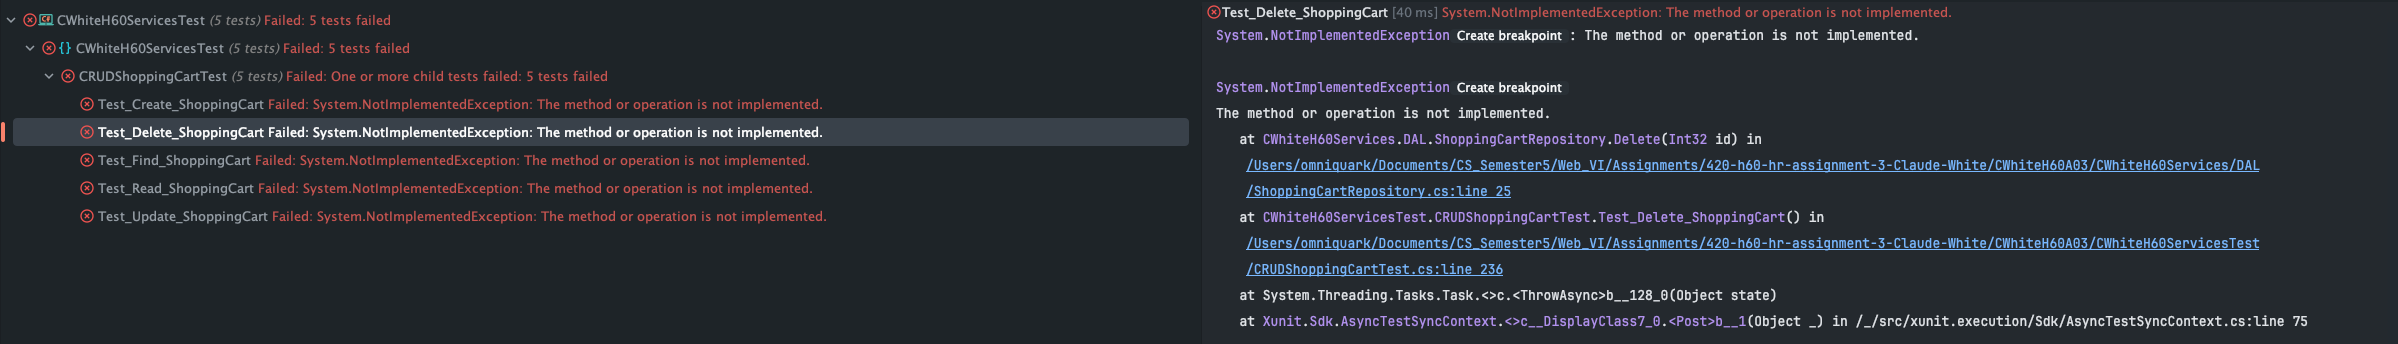 CWhiteH60ServicesTest (5 tests) Failed: 5 tests failed
CWhiteH60ServicesTest (5 tests) Failed: 5 tests failed
CRUDShoppingCartTest (5 tests) Failed: One or more child tests failed: 5 tests failed
Test_Create_ShoppingCart Failed: System.NotImplementedException: The method or operation is not implemented.
Test_Delete_ShoppingCart Failed: System.NotImplementedException: The method or operation is not implemented.
Test_Find_ShoppingCart Failed: System.NotImplementedException: The method or operation is not implemented.
Test_Read_ShoppingCart Failed: System.NotImplementedException: The method or operation is not implemented.
Test_Update_ShoppingCart Failed: System.NotImplementedException: The method or operation is not implemented.
Test_Delete_ShoppingCart [40 ms] System.NotImplementedException: The method or operation is not implemented.
System.NotImplementedException Create breakpoint : The method or operation is not implemented.
System.NotImplementedException Create breakpoint
The method or operation is not implemented.
at CWhiteH60Services.DAL.ShoppingCartRepository.Delete(Int32 id) in
/Users/omniquark/Documents/CS_Semester5/Web_VI/Assignments/420-h60-hr-assignment-3-Claude-White/CWhiteH60A03/CWhiteH60Services/DAL
/ShoppingCartRepository.cs:line 25
at CWhiteH60ServicesTest.CRUDShoppingCartTest.Test_Delete_ShoppingCart() in
/Users/omniquark/Documents/CS_Semester5/Web_VI/Assignments/420-h60-hr-assignment-3-Claude-White/CWhiteH60A03/CWhiteH60ServicesTest
/CRUDShoppingCartTest.cs:line 236
at System.Threading.Tasks.Task.<>c.<ThrowAsync>b__128_0(Object state)
at Xunit.Sdk.AsyncTestSyncContext.<>c__DisplayClass7_0.<Post>b__1(Object _) in /_/src/xunit.execution/Sdk/AsyncTestSyncContext.cs:line 75